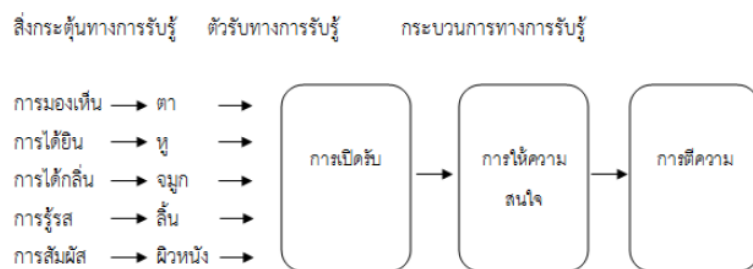 สิ่งกระตุ้นทางการรับรู้ ตัวรับทางการรับรู้ กระบวนการทางการรับรู้
การมองเห็น ตา
การได้ยิน หู
การได้กลิ่น จมูก
การรู้รส ลิ้น
การสัมผัส ผิวหนัง
การเปิดรับ
การให้ความ
สนใจ
การตีความ